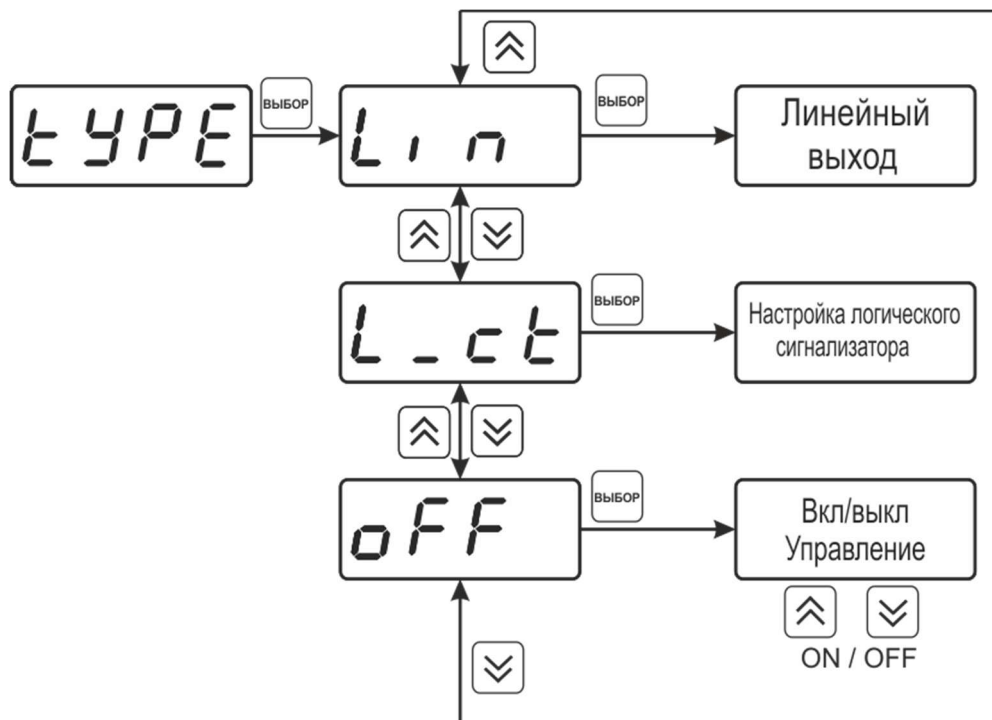 tYPE
ВЫБОР
Lin
ВЫБОР
Линейный
выход
L_ct
ВЫБОР
Настройка логического
сигнализатора
oFF
ВЫБОР
Вкл/выкл
Управление
ON / OFF